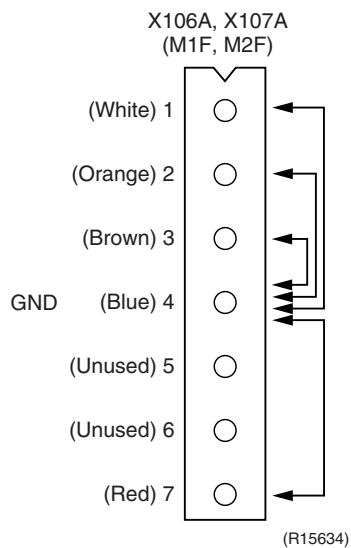 X106A, X107A
(M1F, M2F)
(White) 1
(Orange) 2
(Brown) 3
GND (Blue) 4
(Unused) 5
(Unused) 6
(Red) 7
(R15634)